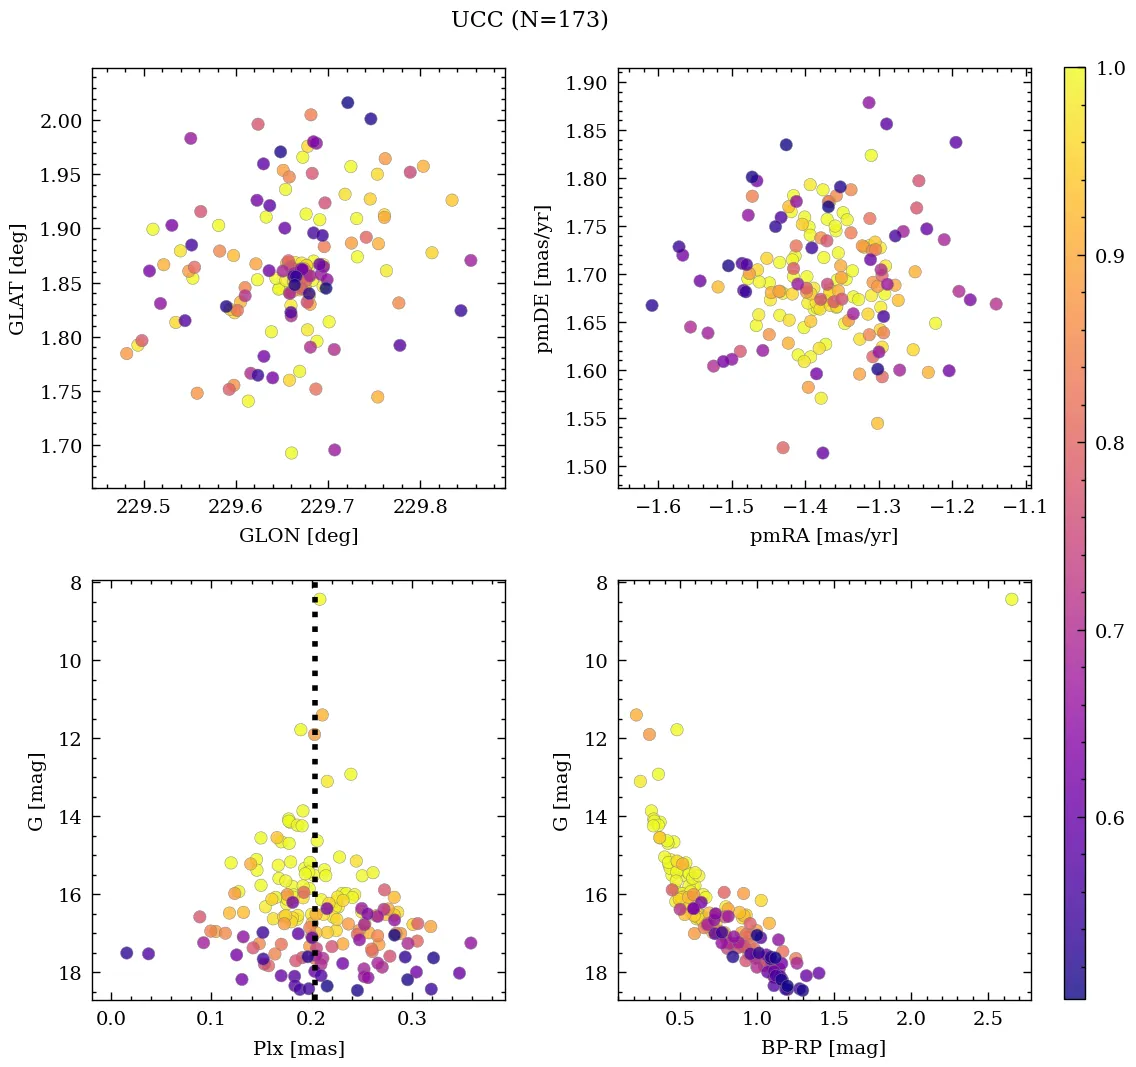 UCC (N=173)
2.00
1.95
1.90
1.85
1.80
1.75
1.70
GLAT [deg]
229.5 229.6 229.7 229.8
GLON [deg]
1.90
1.85
1.80
1.75
1.70
1.65
1.60
1.55
1.50
pmDE [mas/yr]
−1.6 −1.5 −1.4 −1.3 −1.2 −1.1
pmRA [mas/yr]
8
10
12
14
16
18
G [mag]
0.0 0.1 0.2 0.3
Plx [mas]
8
10
12
14
16
18
G [mag]
0.5 1.0 1.5 2.0 2.5
BP-RP [mag]
1.0
0.9
0.8
0.7
0.6